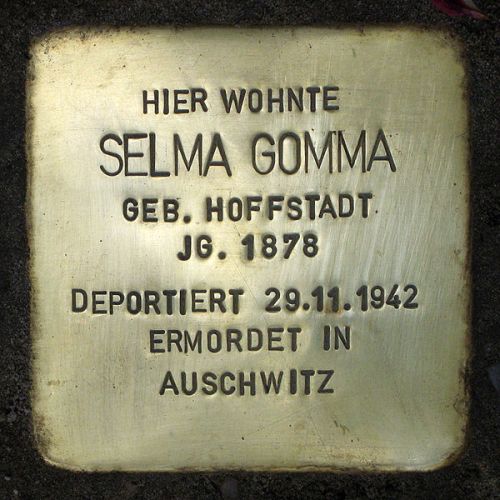 HIER WOHNTE
SELMA GOMMA
GEB. HOFFSTADT
JG. 1878
DEPORTIERT 29.11.1942
ERMORDET IN
AUSCHWITZ